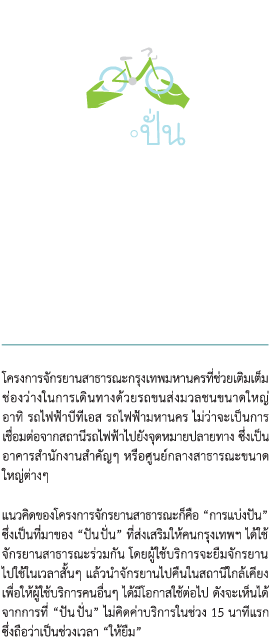 ปั่น
โครงการจักรยานสาธารณะกรุงเทพมหานครที่ช่วยเติมเต็ม
ช่องว่างในการเดินทางด้วยรถขนส่งมวลชนขนาดใหญ่
อาทิ รถไฟฟ้าบีทีเอส รถไฟฟ้ามหานคร ไม่ว่าจะเป็นการ
เชื่อมต่อจากสถานีรถไฟฟ้าไปยังจุดหมายปลายทาง ซึ่งเป็น
อาคารสำนักงานสำคัญๆ หรือศูนย์กลางสาธารณะขนาด
ใหญ่ต่างๆ
แนวคิดของโครงการจักรยานสาธารณะก็คือ “การแบ่งปัน”
ซึ่งเป็นที่มาของ “ปันปั่น” ที่ส่งเสริมให้คนกรุงเทพฯ ได้ใช้
จักรยานสาธารณะร่วมกัน โดยผู้ใช้บริการจะยืมจักรยาน
ไปใช้ในเวลาสั้นๆ แล้วนำจักรยานไปคืนในสถานีใกล้เคียง
เพื่อให้ผู้ใช้บริการคนอื่นๆ ได้มีโอกาสใช้ต่อไป ดังจะเห็นได้
จากการที่ “ปันปั่น” ไม่คิดค่าบริการในช่วง 15 นาทีแรก
ซึ่งถือว่าเป็นช่วงเวลา “ให้ยืม”